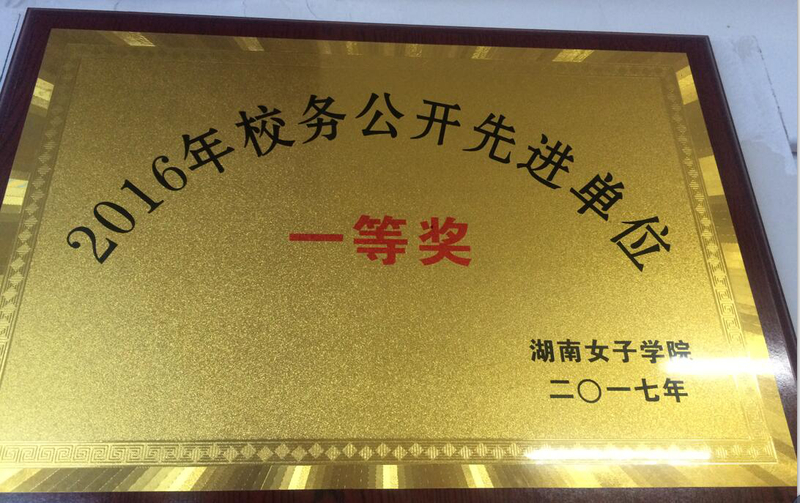 2016年校务公开先进单位
一等奖
湖南女子学院
二〇一七年